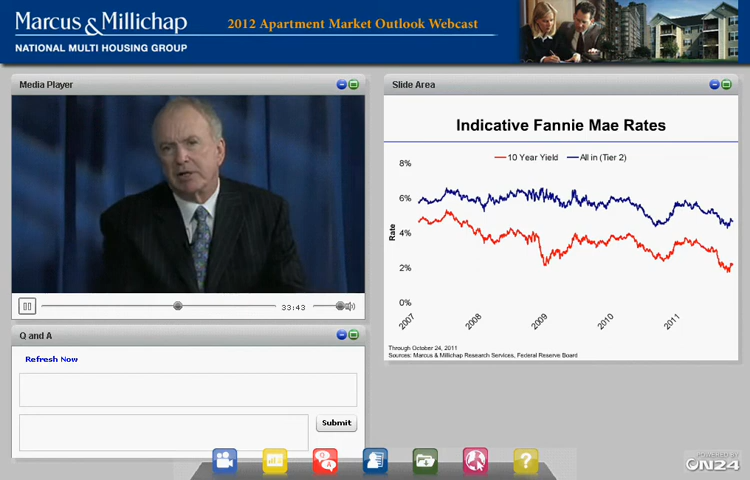 Marcus & Millichap
NATIONAL MULTI HOUSING GROUP
2012 Apartment Market Outlook Webcast
Media Player
33:43
Q and A
Refresh Now
Submit
Slide Area
Indicative Fannie Mae Rates
10 Year Yield
All in (Tier 2)
8%
6%
4%
2%
0%
Rate
2007
2008
2009
2010
2011
Through October 24, 2011
Sources: Marcus & Millichap Research Services, Federal Reserve Board
Q
A
?
POWERED BY
ON24